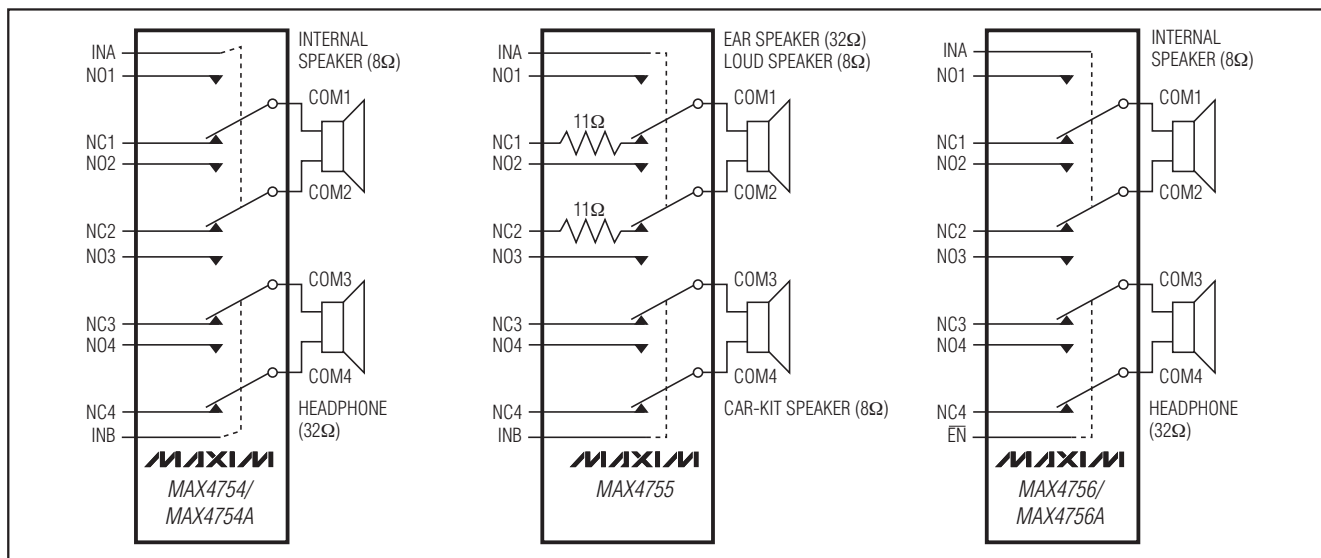 INTERNAL
SPEAKER (8Ω)
INA
NO1
COM1
NC1
NO2
COM2
NC2
NO3
COM3
NC3
NO4
COM4
NC4
INB
HEADPHONE
(32Ω)
MAXIM
MAX4754/
MAX4754A
EAR SPEAKER (32Ω)
LOUD SPEAKER (8Ω)
INA
NO1
COM1
11Ω
NC1
NO2
COM2
11Ω
NC2
NO3
COM3
NC3
NO4
COM4
NC4
INB
CAR-KIT SPEAKER (8Ω)
MAXIM
MAX4755
INTERNAL
SPEAKER (8Ω)
INA
NO1
COM1
NC1
NO2
COM2
NC2
NO3
COM3
NC3
NO4
COM4
NC4
E̅N̅
HEADPHONE
(32Ω)
MAXIM
MAX4756/
MAX4756A